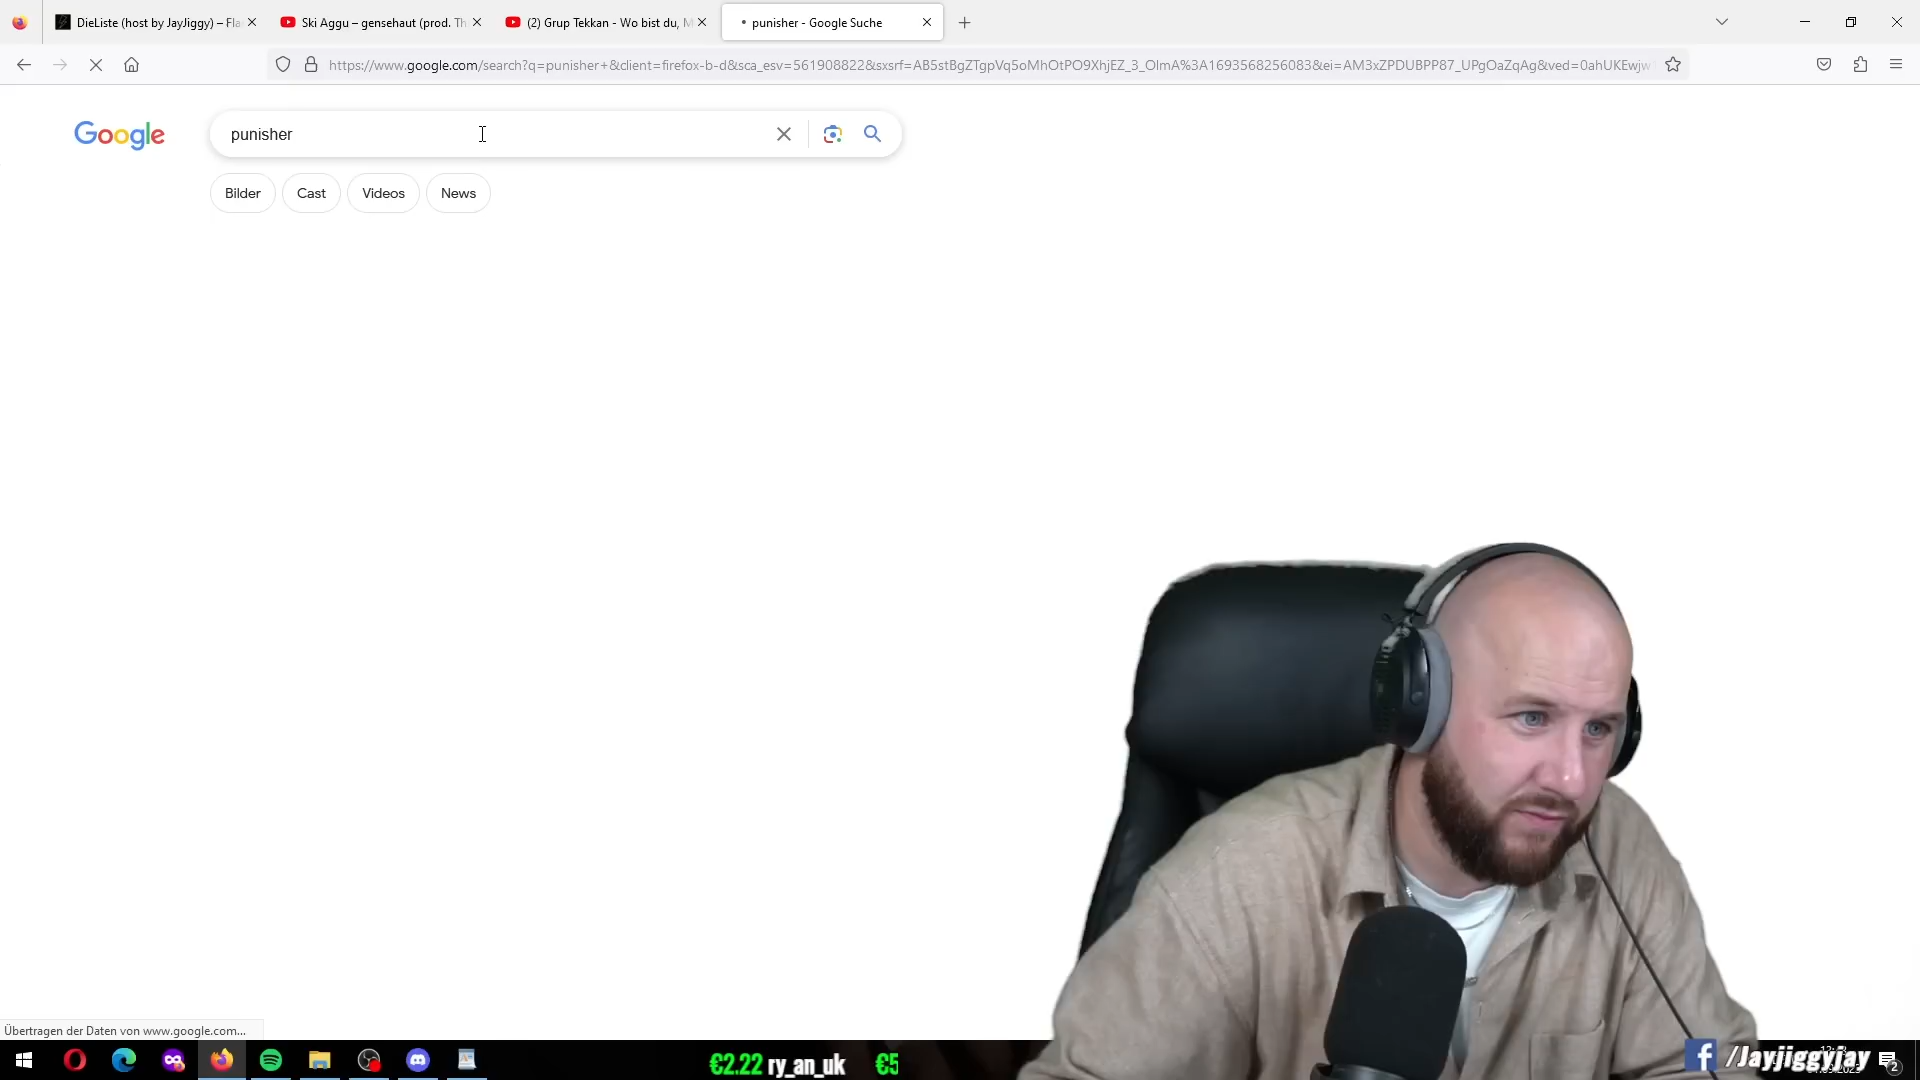 DieListe (host by JayJiggy) – Fla
Ski Aggu – gensehaut (prod. Th
(2) Grup Tekkan - Wo bist du, M
punisher - Google Suche
https://www.google.com/search?q=punisher+&client=firefox-b-d&sca_esv=561908822&sxsrf=AB5stBgZTgpVq5oMhOtPO9XhjEZ_3_OlmA%3A1693568256083&ei=AM3xZPDUBPP87_UPgOaZqAg&ved=0ahUKEwjw
Google
punisher
Bilder
Cast
Videos
News
Übertragen der Daten von www.google.com...
€2.22 ry_an_uk €5
/Jayjiggyjay
2